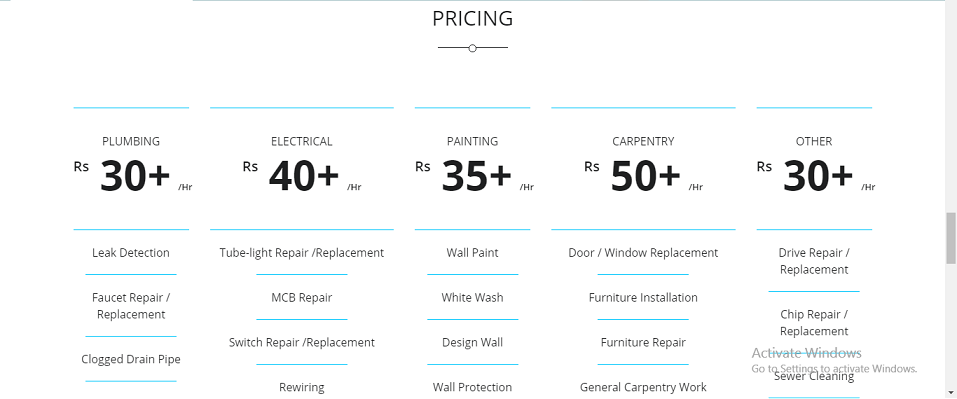 PRICING
PLUMBING
Rs 30+ /Hr
Leak Detection
Faucet Repair /
Replacement
Clogged Drain Pipe
ELECTRICAL
Rs 40+ /Hr
Tube-light Repair /Replacement
MCB Repair
Switch Repair /Replacement
Rewiring
PAINTING
Rs 35+ /Hr
Wall Paint
White Wash
Design Wall
Wall Protection
CARPENTRY
Rs 50+ /Hr
Door / Window Replacement
Furniture Installation
Furniture Repair
General Carpentry Work
OTHER
Rs 30+ /Hr
Drive Repair /
Replacement
Chip Repair /
Replacement
Sewer Cleaning
Activate Windows
Go to Settings to activate Windows.